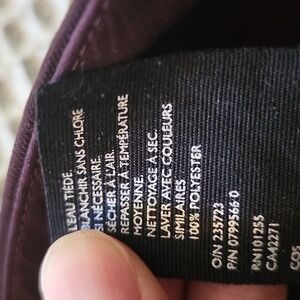 L'EAU TIEDE.
BLANCHIR SANS CHLORE
SI NÉCESSAIRE.
SÉCHER À L'AIR.
REPASSER À TEMPÉRATURE
MOYENNE.
NETTOYAGE À SEC.
LAVER AVEC COULEURS
SIMILAIRES
100% POLYESTER
O/N 235723
P/N 0799566 0
RN101255
CA42271